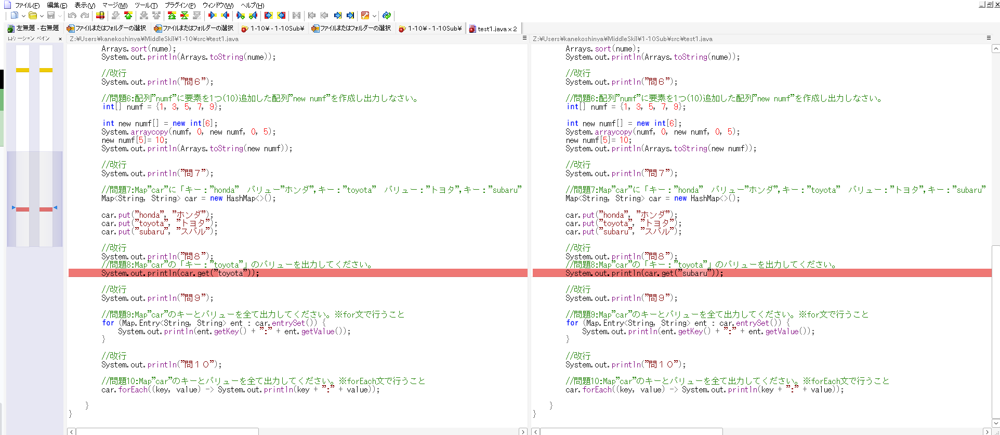 ファイル(F) 編集(E) 表示(V) マージ(M) ツール(T) プラグイン(P) ウィンドウ(W) ヘルプ(H)
左無題 - 右無題 ファイルまたはフォルダーの選択 ファイルまたはフォルダーの選択 1-10¥ - 1-10Sub¥ ファイルまたはフォルダーの選択 1-10¥ - 1-10Sub¥ test1.java x 2
ロケーション ペイン ×
Z:¥Users¥kanekoshinya¥MiddleSkil¥1-10¥src¥test1.java
Arrays.sort(nume);
System.out.println(Arrays.toString(nume));
//改行
System.out.println("問６");
//問題6:配列"numf"に要素を1つ(10)追加した配列"new numf"を作成し出力しなさい。
int[] numf = {1, 3, 5, 7, 9};
int new numf[] = new int[6];
System.arraycopy(numf, 0, new numf, 0, 5);
new numf[5]= 10;
System.out.println(Arrays.toString(new numf));
//改行
System.out.println("問７");
//問題7:Map"car"に「キー："honda"　バリュー"ホンダ",キー："toyota"　バリュー："トヨタ",キー："subaru"
Map<String, String> car = new HashMap<>();
car.put("honda", "ホンダ");
car.put("toyota", "トヨタ");
car.put("subaru", "スバル");
//改行
System.out.println("問８");
//問題8:Map"car"の「キー："toyota"」のバリューを出力してください。
System.out.println(car.get("toyota"));
//改行
System.out.println("問９");
//問題9:Map"car"のキーとバリューを全て出力してください。※for文で行うこと
for (Map.Entry<String, String> ent : car.entrySet()) {
System.out.println(ent.getKey() + ":" + ent.getValue());
}
//改行
System.out.println("問１０");
//問題10:Map"car"のキーとバリューを全て出力してください。※forEach文で行うこと
car.forEach((key, value) -> System.out.println(key + ":" + value));
}
}
Z:¥Users¥kanekoshinya¥MiddleSkil¥1-10Sub¥src¥test1.java
Arrays.sort(nume);
System.out.println(Arrays.toString(nume));
//改行
System.out.println("問６");
//問題6:配列"numf"に要素を1つ(10)追加した配列"new numf"を作成し出力しなさい。
int[] numf = {1, 3, 5, 7, 9};
int new numf[] = new int[6];
System.arraycopy(numf, 0, new numf, 0, 5);
new numf[5]= 10;
System.out.println(Arrays.toString(new numf));
//改行
System.out.println("問７");
//問題7:Map"car"に「キー："honda"　バリュー"ホンダ",キー："toyota"　バリュー："トヨタ",キー："subaru"
Map<String, String> car = new HashMap<>();
car.put("honda", "ホンダ");
car.put("toyota", "トヨタ");
car.put("subaru", "スバル");
//改行
System.out.println("問８");
//問題8:Map"car"の「キー："toyota"」のバリューを出力してください。
System.out.println(car.get("subaru"));
//改行
System.out.println("問９");
//問題9:Map"car"のキーとバリューを全て出力してください。※for文で行うこと
for (Map.Entry<String, String> ent : car.entrySet()) {
System.out.println(ent.getKey() + ":" + ent.getValue());
}
//改行
System.out.println("問１０");
//問題10:Map"car"のキーとバリューを全て出力してください。※forEach文で行うこと
car.forEach((key, value) -> System.out.println(key + ":" + value));
}
}